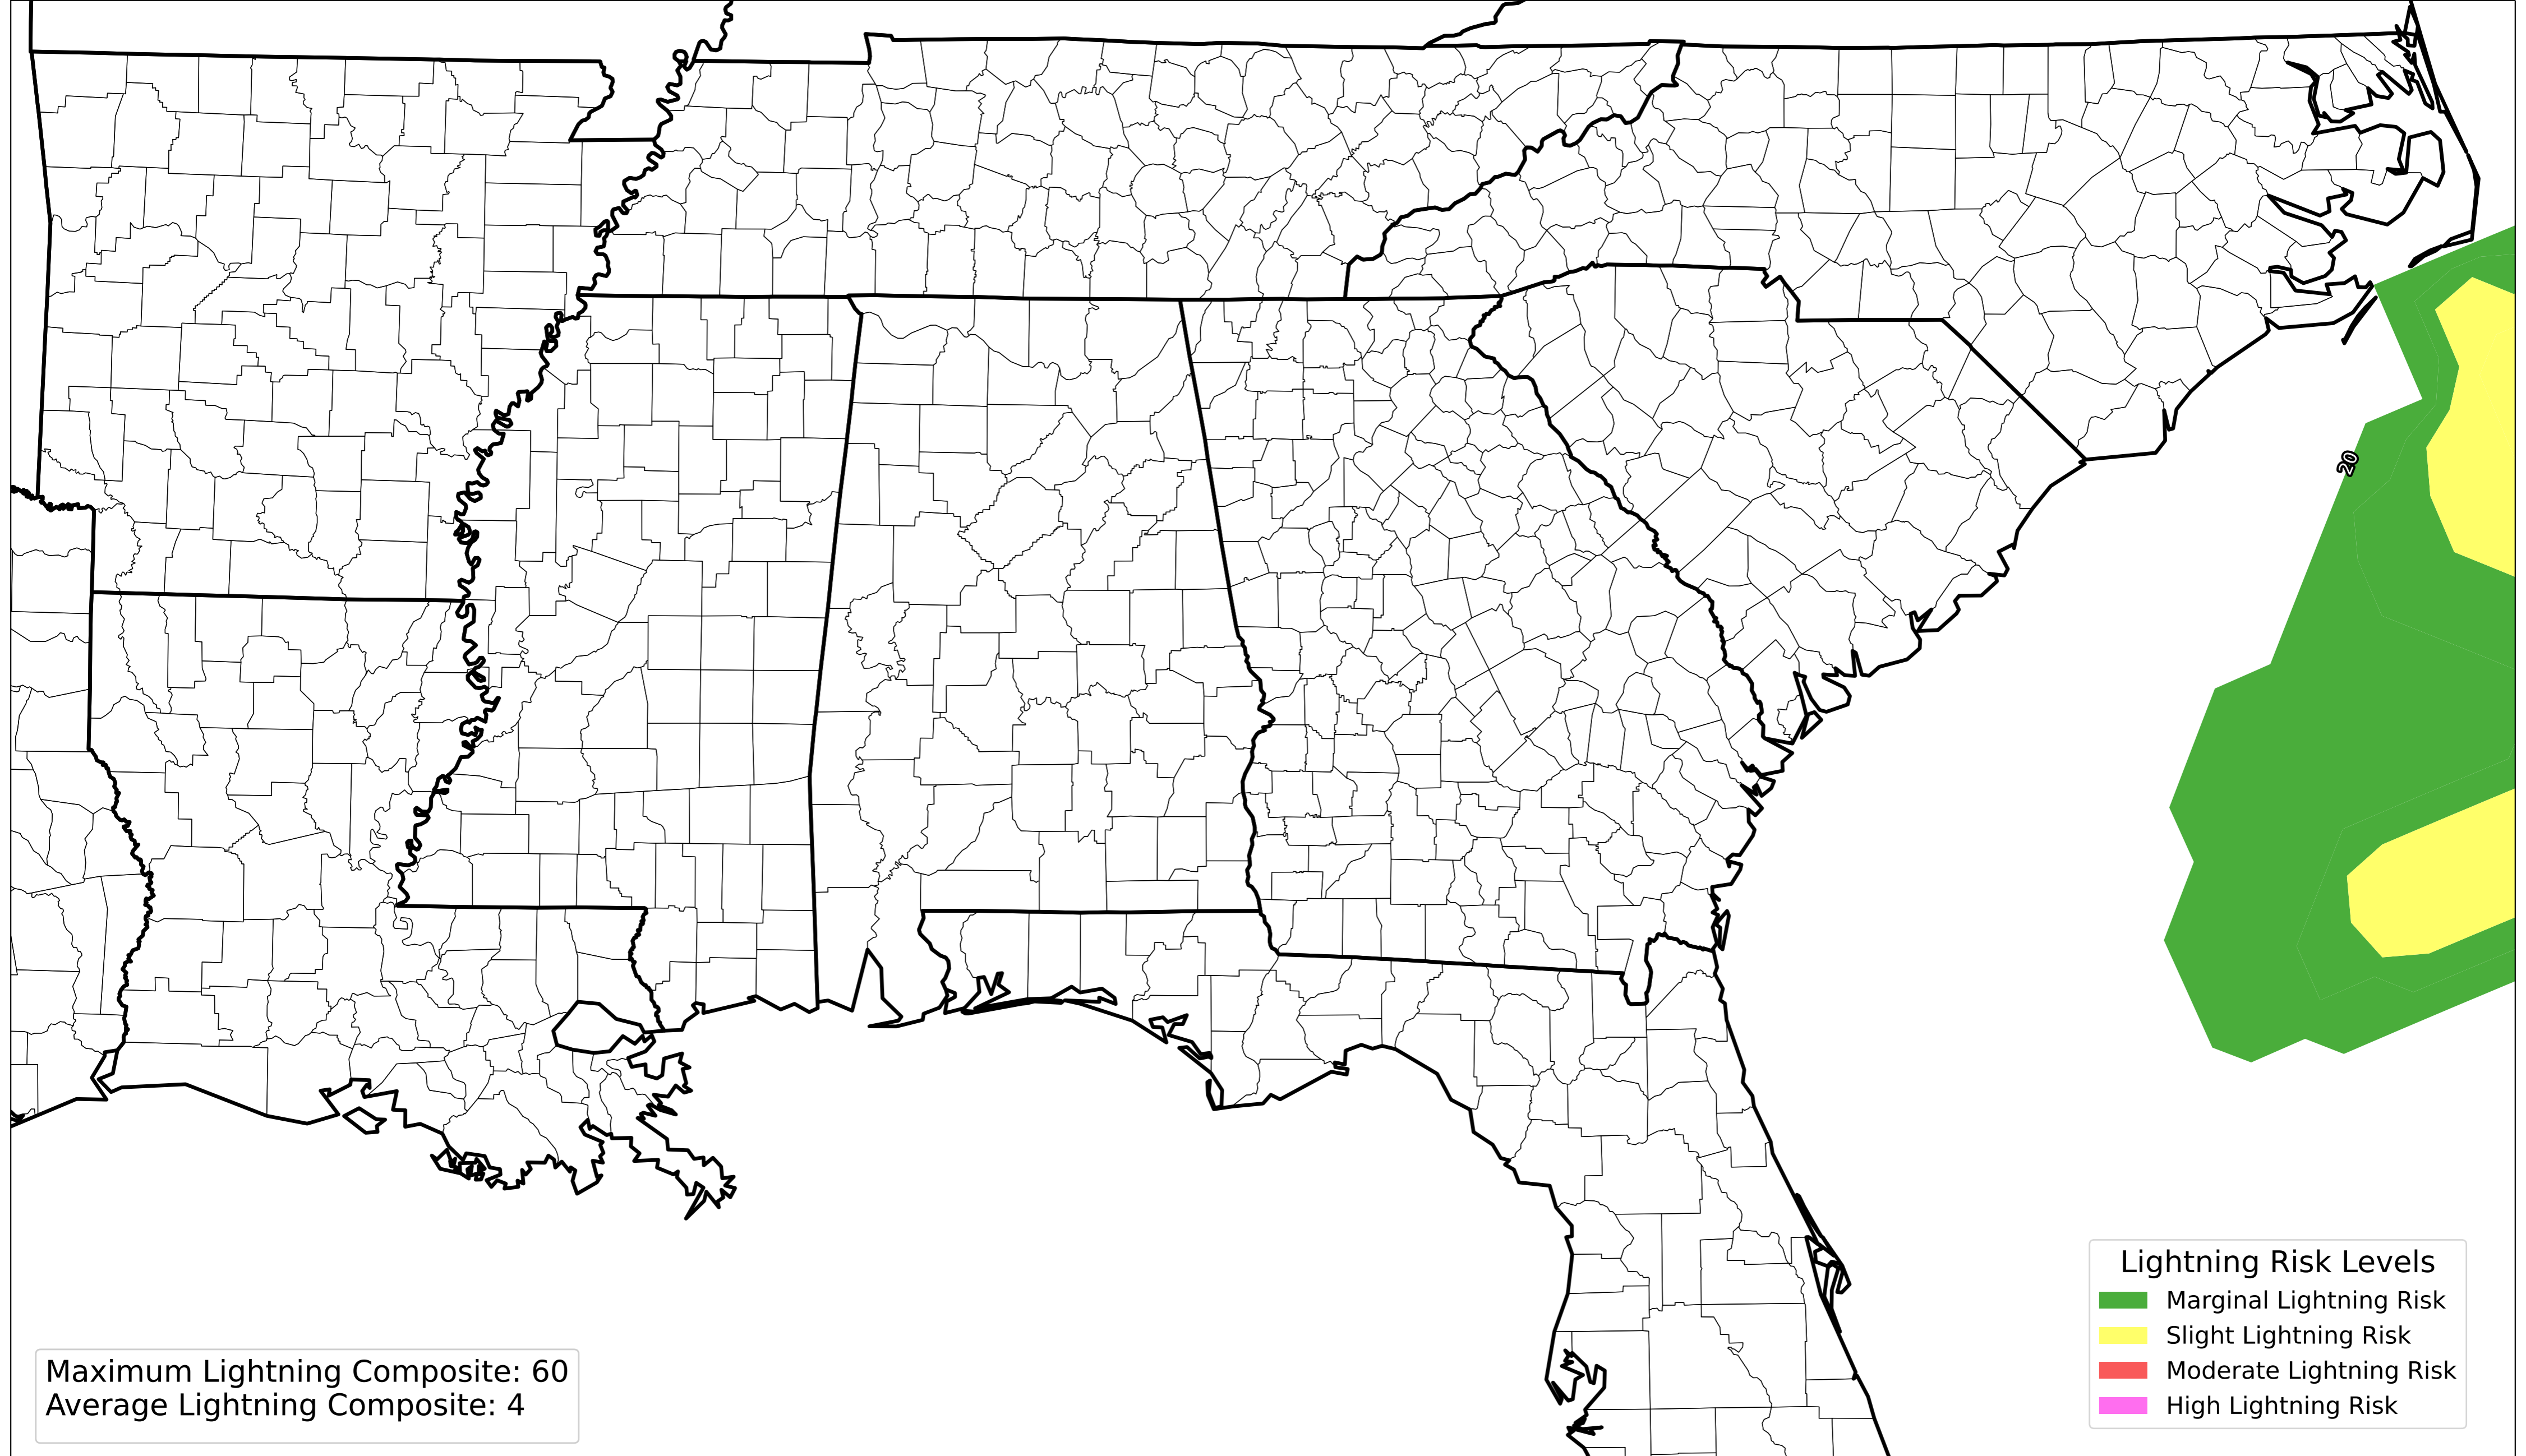 20
Lightning Risk Levels
Marginal Lightning Risk
Slight Lightning Risk
Moderate Lightning Risk
High Lightning Risk
Maximum Lightning Composite: 60
Average Lightning Composite: 4